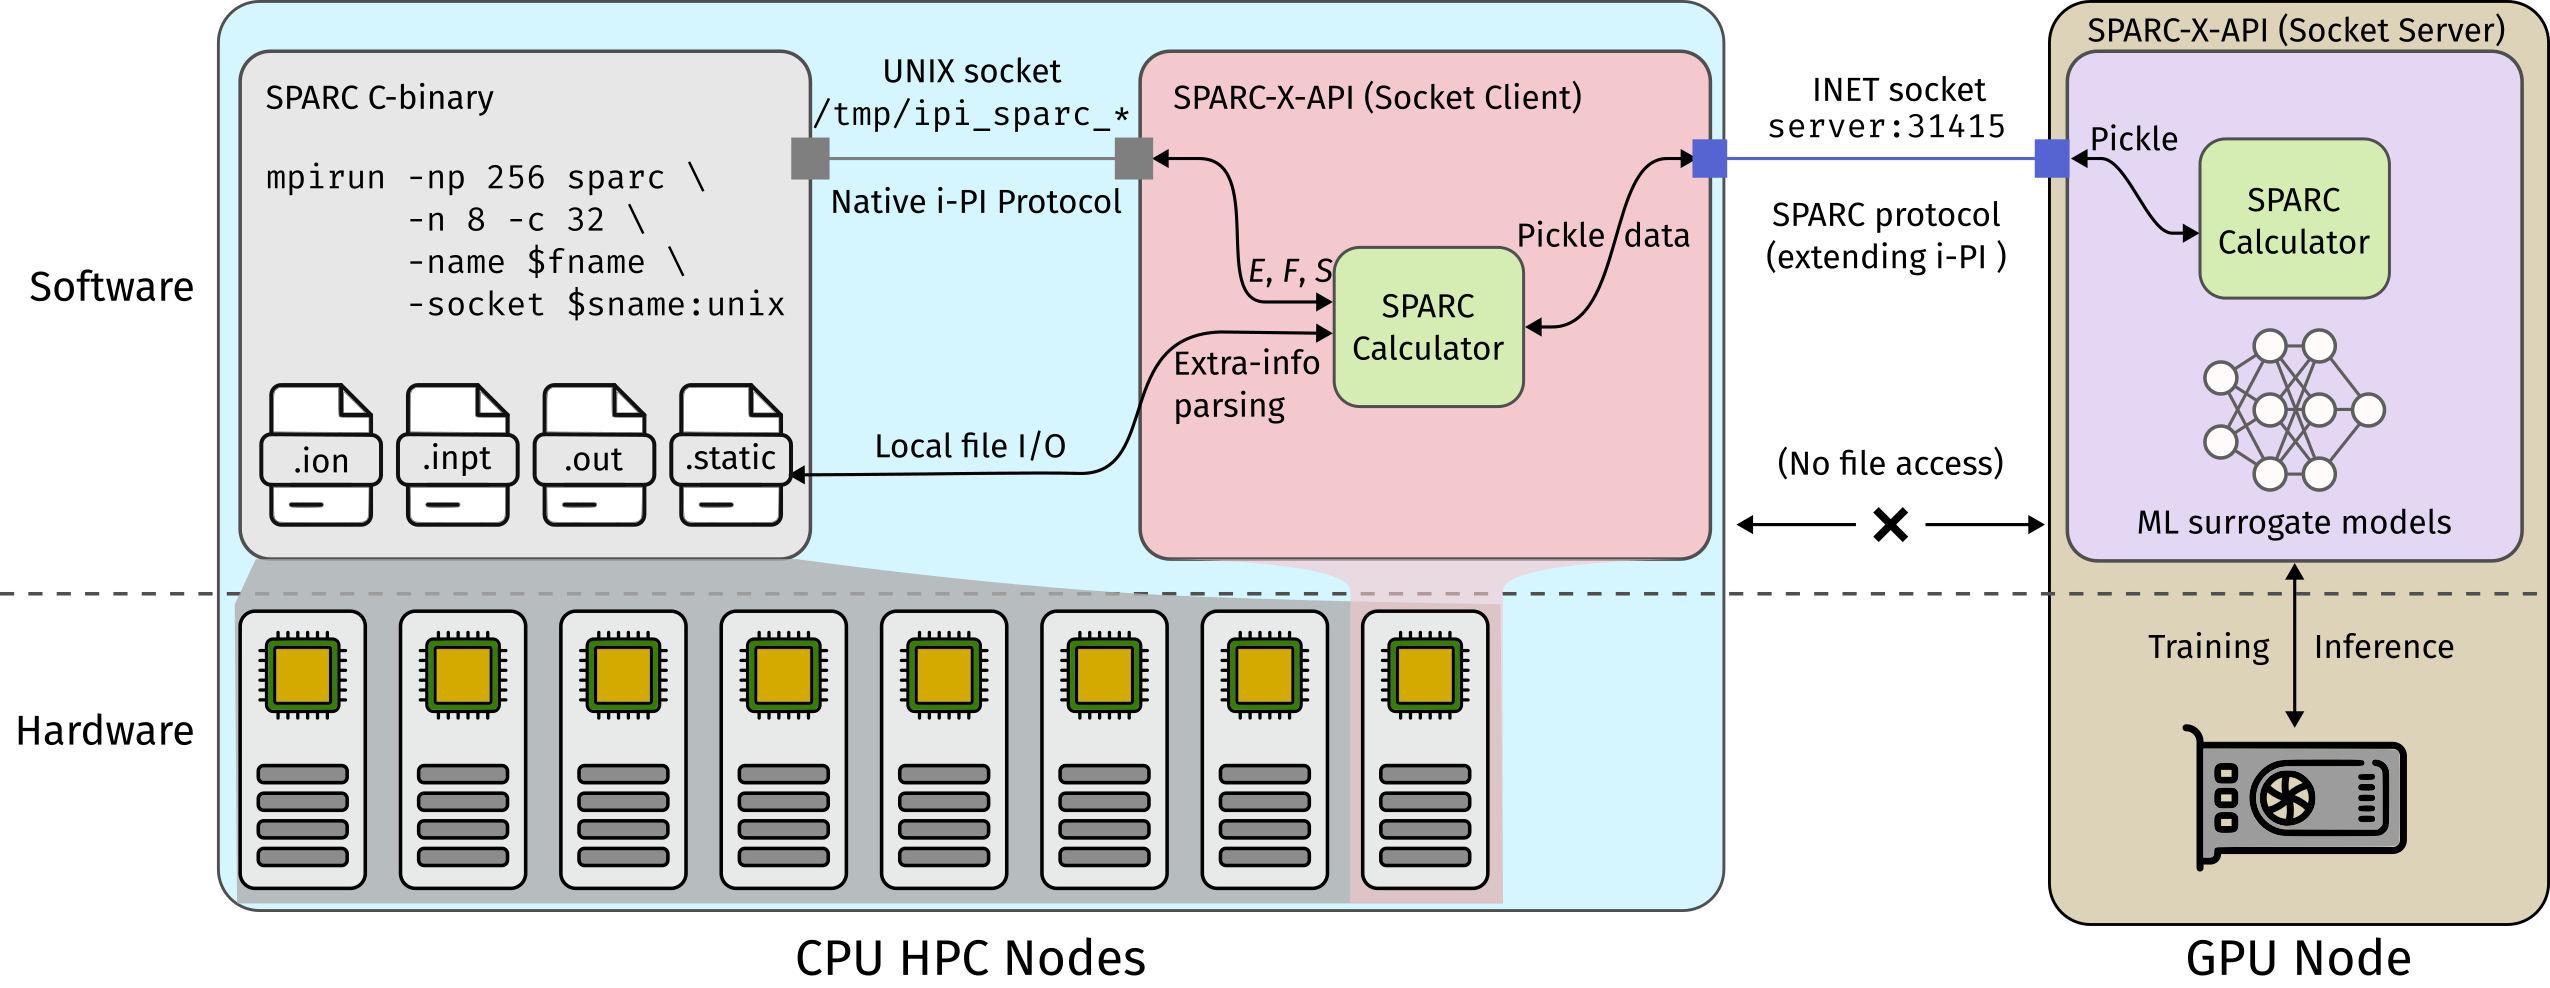 SPARC C-binary
mpirun -np 256 sparc \
-n 8 -c 32 \
-name $fname \
-socket $sname:unix
.ion
.inpt
.out
.static
UNIX socket
/tmp/ipi_sparc_*
Native i-PI Protocol
Local file I/O
SPARC-X-API (Socket Client)
E, F, S
Extra-info
parsing
SPARC
Calculator
Pickle data
INET socket
server:31415
SPARC protocol
(extending i-PI )
(No file access)
SPARC-X-API (Socket Server)
Pickle
SPARC
Calculator
ML surrogate models
Training
Inference
Software
Hardware
CPU HPC Nodes
GPU Node